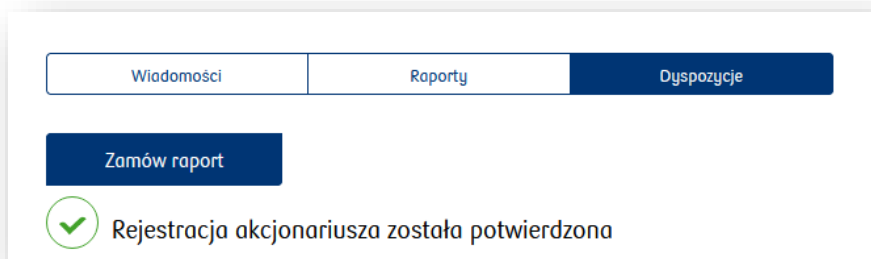 Wiadomości Raporty Dyspozycje
Zamów raport
Rejestracja akcjonariusza została potwierdzona